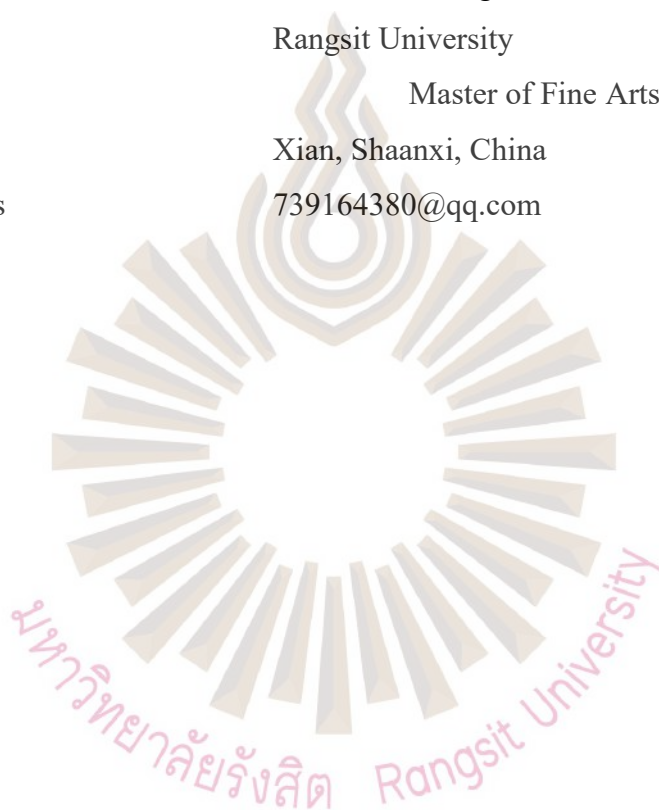 Rangsit University
Master of Fine Arts
Xian, Shaanxi, China
739164380@qq.com
มหาวิทยาลัยรังสิต Rangsit University